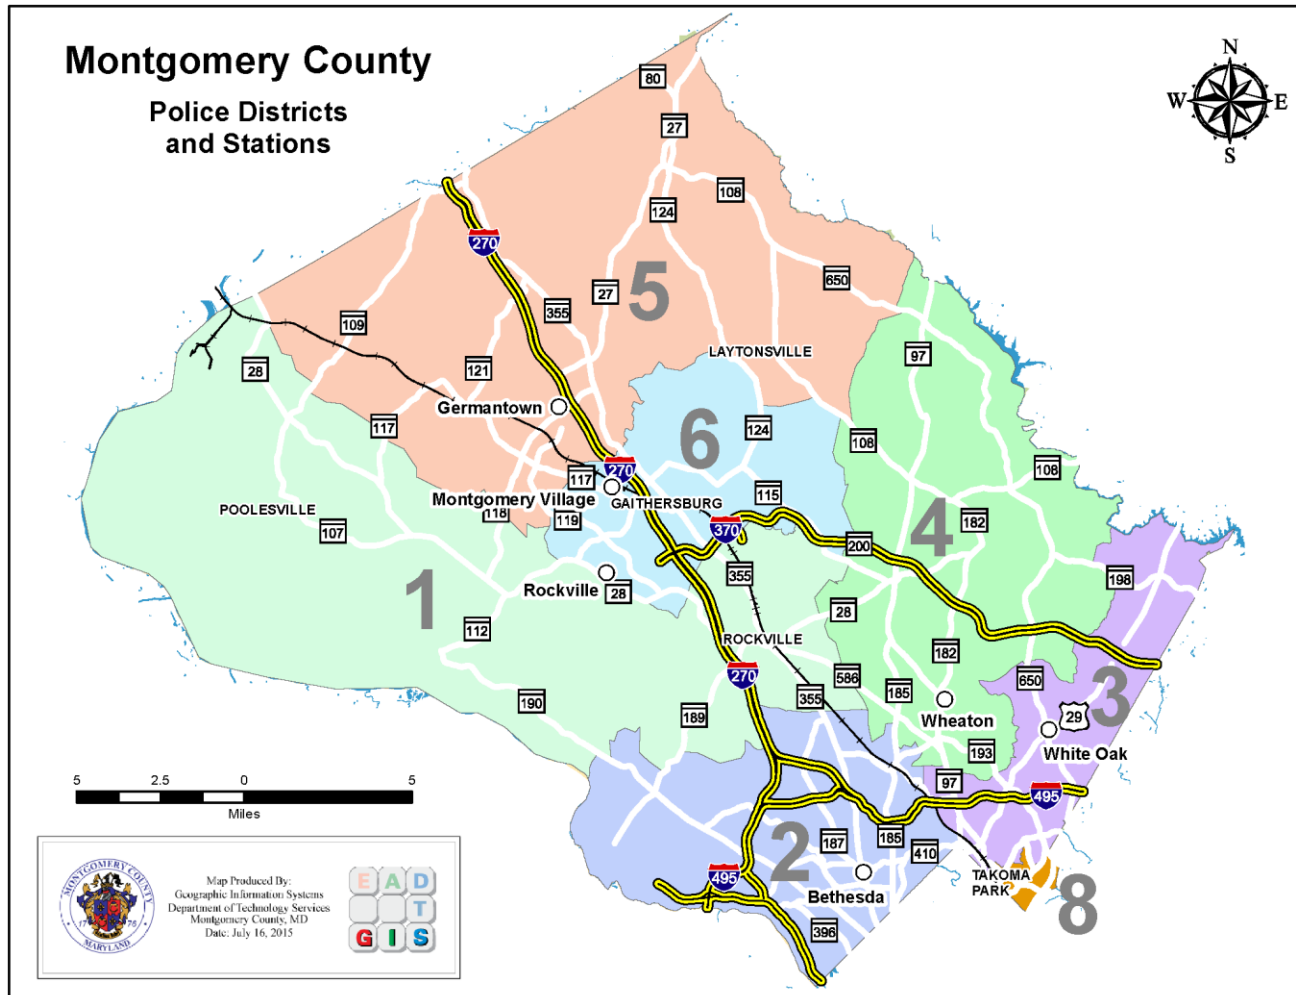 Montgomery County
Police Districts
and Stations
N
W E
S
80
27
108
124
270
650
27
5
355
109
LAYTONSVILLE
97
28
121
Germantown
117
124
6
108
108
270
117
Montgomery Village
GAITHERSBURG
115
POOLESVILLE
118
119
182
107
370
4
200
355
198
Rockville
28
1
28
112
ROCKVILLE
182
270
586
650
185
190
355
3
189
Wheaton
29
White Oak
193
97
5 2.5 0 5
Miles
495
187
185
2
410
495
TAKOMA
PARK
Bethesda
8
396
MONTGOMERY COUNTY
17 76
MARYLAND
Map Produced By:
Geographic Information Systems
Department of Technology Services
Montgomery County, MD
Date: July 16, 2015
E A D
T
G I S